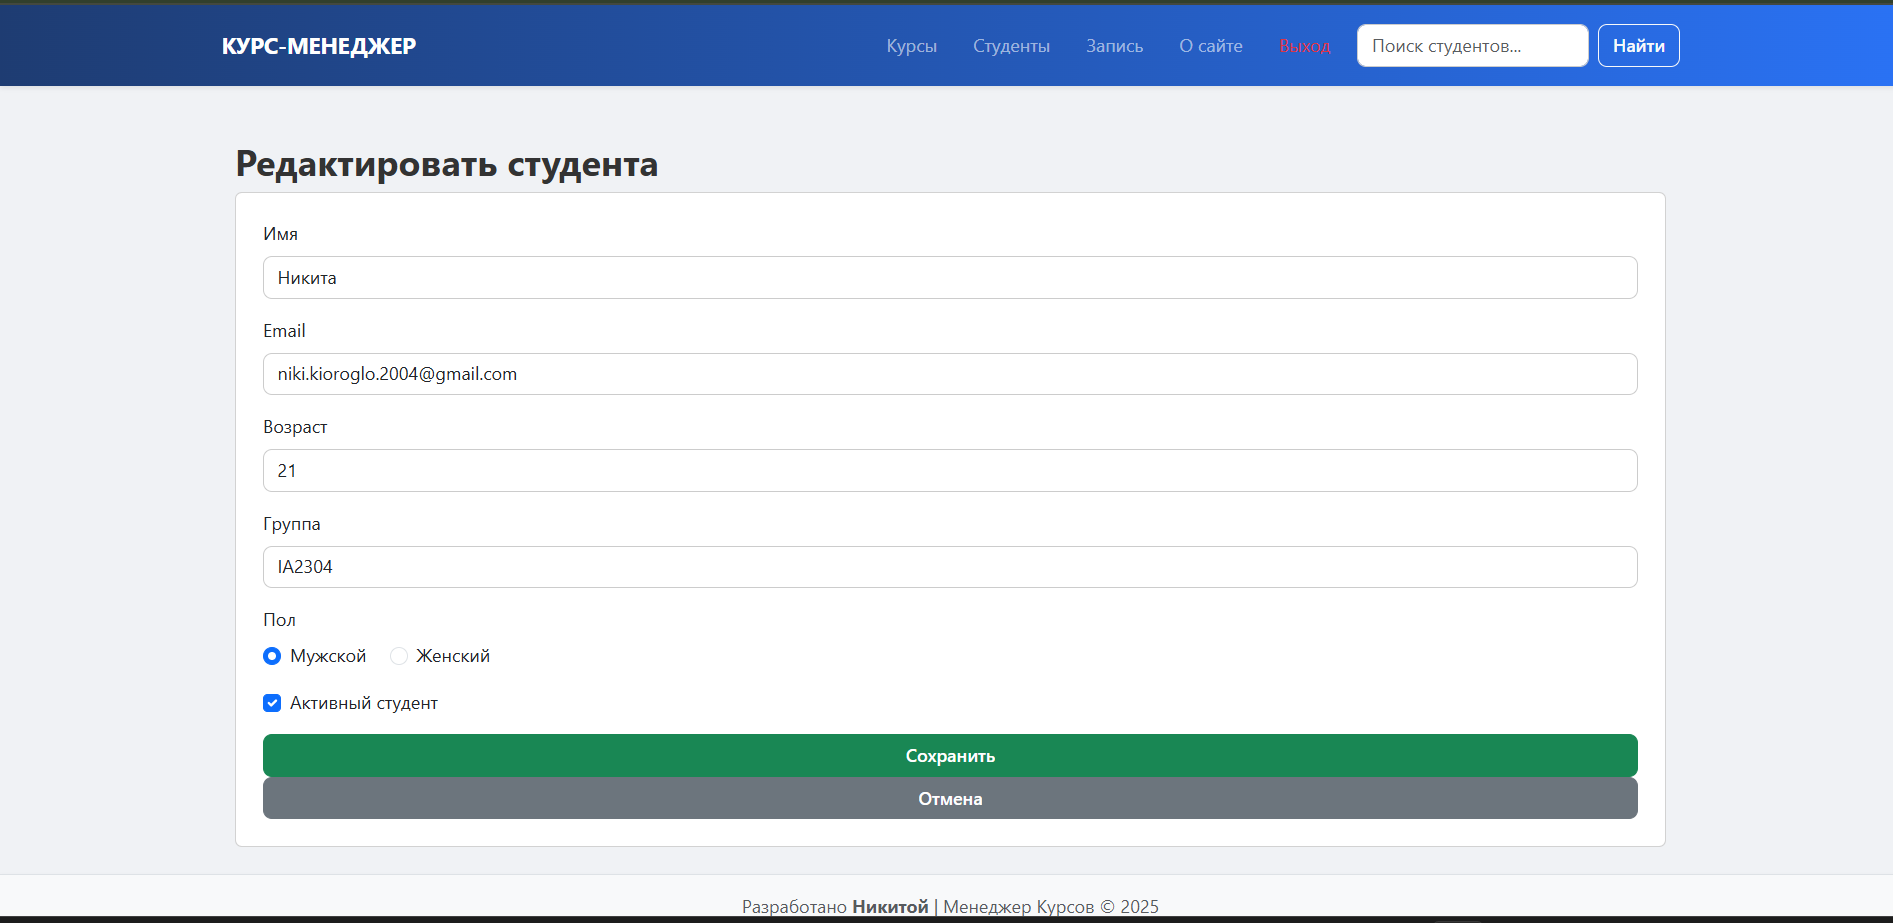 КУРС-МЕНЕДЖЕР Курсы Студенты Запись О сайте Выход Поиск студентов... Найти
Редактировать студента
Имя
Никита
Email
niki.kioroglo.2004@gmail.com
Возраст
21
Группа
IA2304
Пол
Мужской Женский
Активный студент
Сохранить
Отмена
Разработано Никитой | Менеджер Курсов © 2025